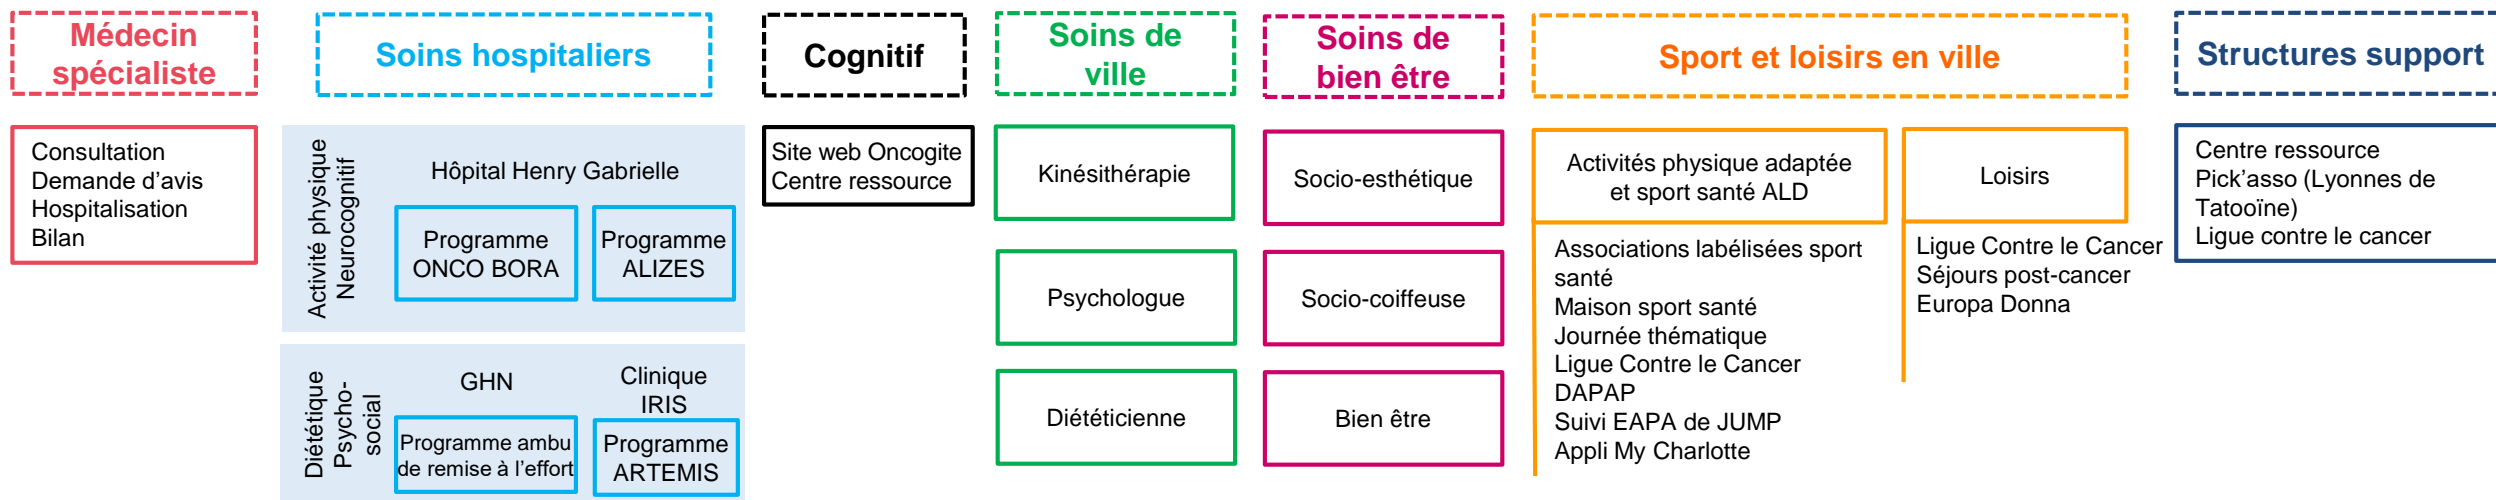 Médecin
spécialiste
Consultation
Demande d'avis
Hospitalisation
Bilan
Soins hospitaliers
Activité physique
Neurocognitif
Hôpital Henry Gabrielle
Programme
ONCO BORA
Programme
ALIZES
Diététique
Psycho-
social
GHN
Programme ambu
de remise à l'effort
Clinique
IRIS
Programme
ARTEMIS
Cognitif
Site web Oncogite
Centre ressource
Soins de
ville
Kinésithérapie
Psychologue
Diététicienne
Soins de
bien être
Socio-esthétique
Socio-coiffeuse
Bien être
Sport et loisirs en ville
Activités physique adaptée
et sport santé ALD
Associations labélisées sport
santé
Maison sport santé
Journée thématique
Ligue Contre le Cancer
DAPAP
Suivi EAPA de JUMP
Appli My Charlotte
Loisirs
Ligue Contre le Cancer
Séjours post-cancer
Europa Donna
Structures support
Centre ressource
Pick'asso (Lyonnes de
Tatooïne)
Ligue contre le cancer